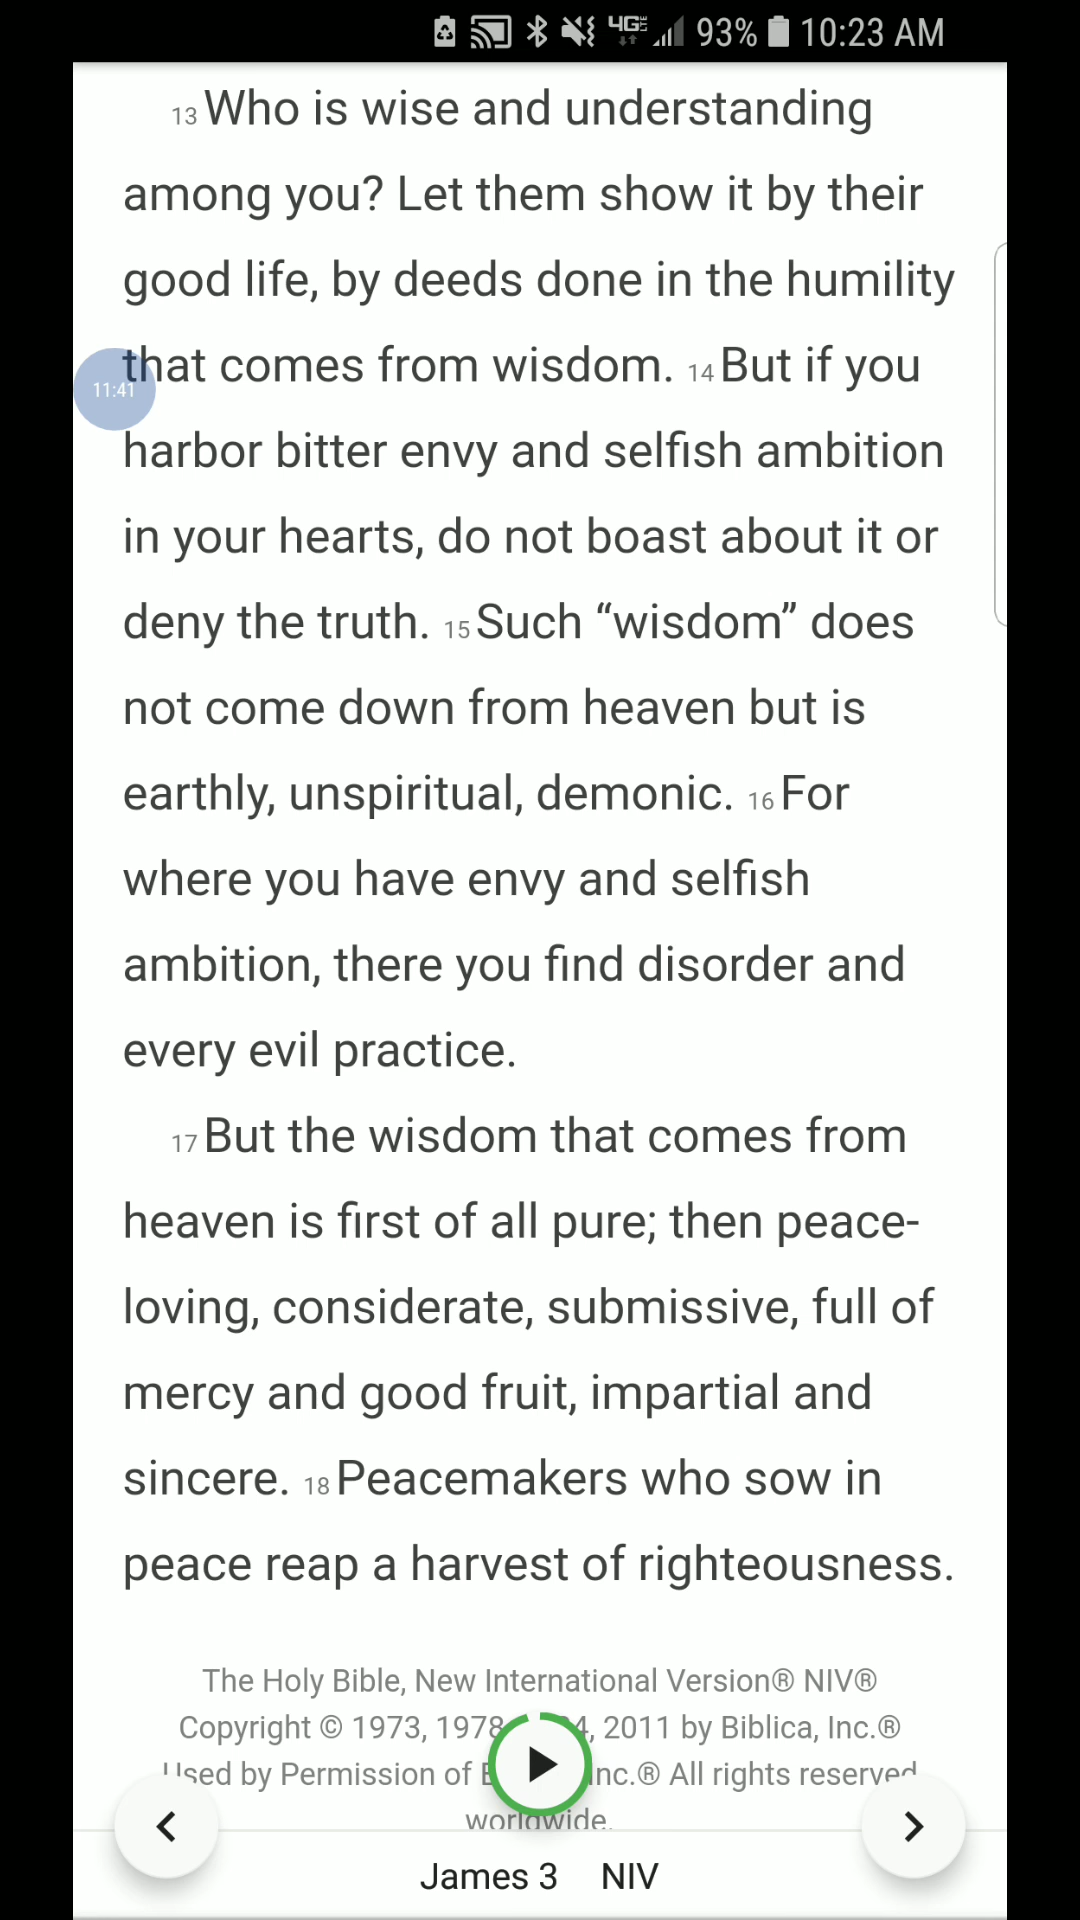 4G LTE 93% 10:23 AM
13 Who is wise and understanding
among you? Let them show it by their
good life, by deeds done in the humility
that comes from wisdom. 14 But if you
11:41
harbor bitter envy and selfish ambition
in your hearts, do not boast about it or
deny the truth. 15 Such “wisdom” does
not come down from heaven but is
earthly, unspiritual, demonic. 16 For
where you have envy and selfish
ambition, there you find disorder and
every evil practice.
17 But the wisdom that comes from
heaven is first of all pure; then peace-
loving, considerate, submissive, full of
mercy and good fruit, impartial and
sincere. 18 Peacemakers who sow in
peace reap a harvest of righteousness.
The Holy Bible, New International Version® NIV®
Copyright © 1973, 1978 4, 2011 by Biblica, Inc.®
Used by Permission of Inc.® All rights reserved
worldwide.
James 3 NIV